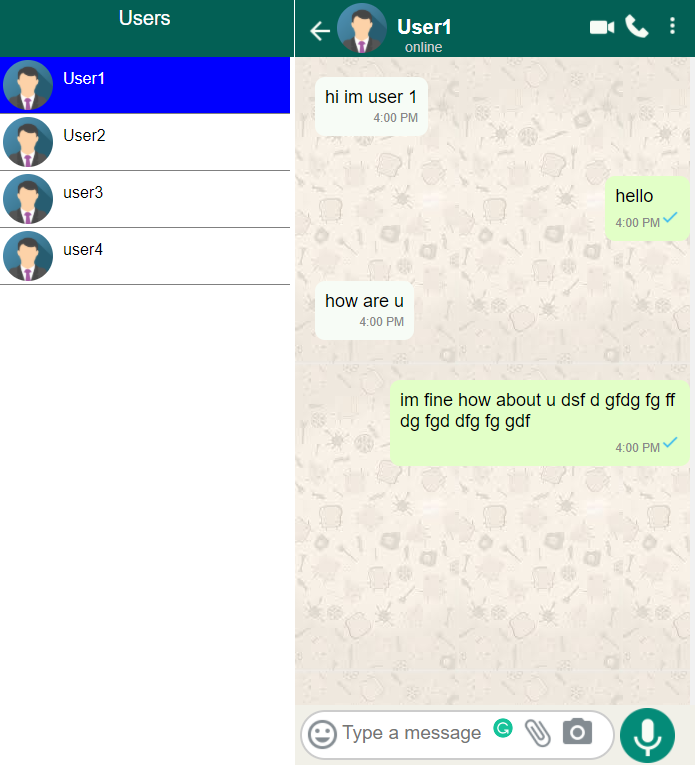 Users
User1
User2
user3
user4
User1
online
hi im user 1
4:00 PM
hello
4:00 PM
how are u
4:00 PM
im fine how about u dsf d gfdg fg ff
dg fgd dfg fg gdf
4:00 PM
Type a message